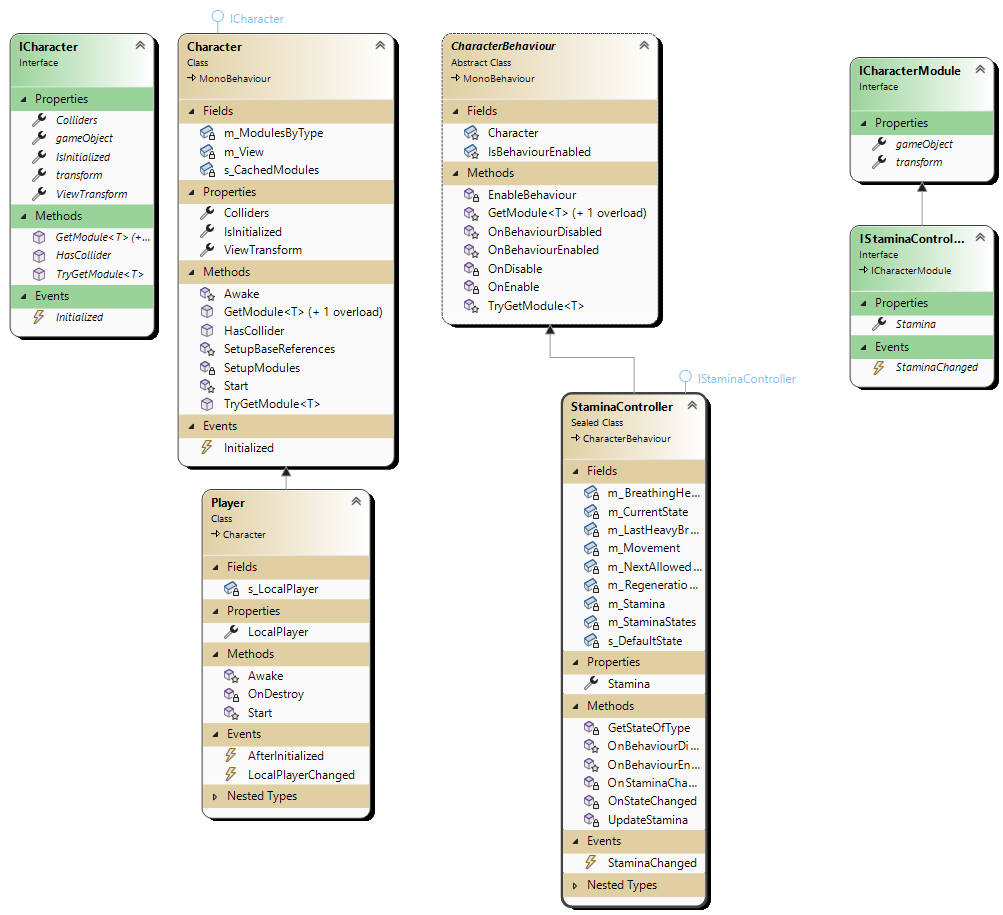 ICharacter
Interface
Properties
Colliders
gameObject
IsInitialized
transform
ViewTransform
Methods
GetModule<T> (+...
HasCollider
TryGetModule<T>
Events
Initialized
ICharacter
Character
Class
MonoBehaviour
Fields
m_ModulesByType
m_View
s_CachedModules
Properties
Colliders
IsInitialized
ViewTransform
Methods
Awake
GetModule<T> (+ 1 overload)
HasCollider
SetupBaseReferences
SetupModules
Start
TryGetModule<T>
Events
Initialized
Player
Class
Character
Fields
s_LocalPlayer
Properties
LocalPlayer
Methods
Awake
OnDestroy
Start
Events
AfterInitialized
LocalPlayerChanged
Nested Types
CharacterBehaviour
Abstract Class
MonoBehaviour
Fields
Character
IsBehaviourEnabled
Methods
EnableBehaviour
GetModule<T> (+ 1 overload)
OnBehaviourDisabled
OnBehaviourEnabled
OnDisable
OnEnable
TryGetModule<T>
IStaminaController
StaminaController
Sealed Class
CharacterBehaviour
Fields
m_BreathingHe...
m_CurrentState
m_LastHeavyBr...
m_Movement
m_NextAllowed...
m_Regeneratio...
m_Stamina
m_StaminaStates
s_DefaultState
Properties
Stamina
Methods
GetStateOfType
OnBehaviourDi...
OnBehaviourEn...
OnStaminaCha...
OnStateChanged
UpdateStamina
Events
StaminaChanged
Nested Types
ICharacterModule
Interface
Properties
gameObject
transform
IStaminaControl...
Interface
ICharacterModule
Properties
Stamina
Events
StaminaChanged